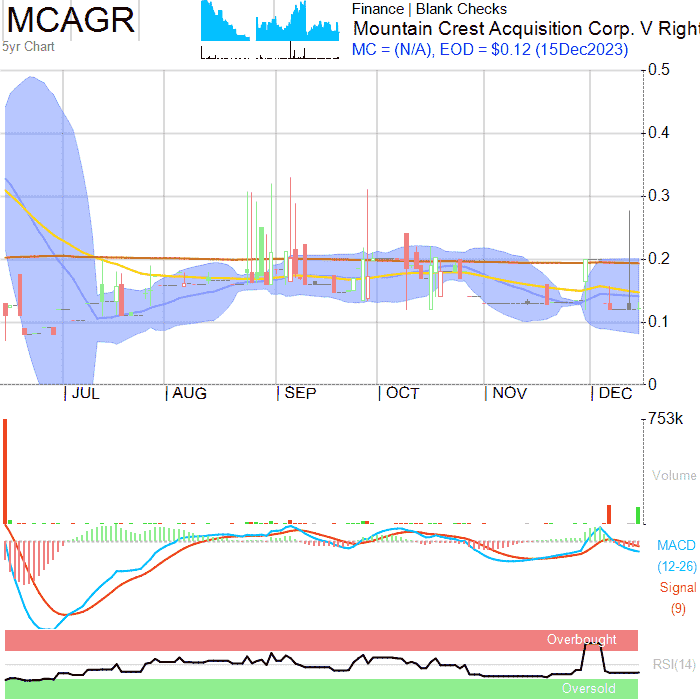 MCAGR
5yr Chart
Finance | Blank Checks
Mountain Crest Acquisition Corp. V Right
MC = (N/A), EOD = $0.12 (15Dec2023)
0.5
0.4
0.3
0.2
0.1
0
JUL AUG SEP OCT NOV DEC
753k
Volume
MACD
(12-26)
Signal
(9)
Overbought
RSI(14)
Oversold